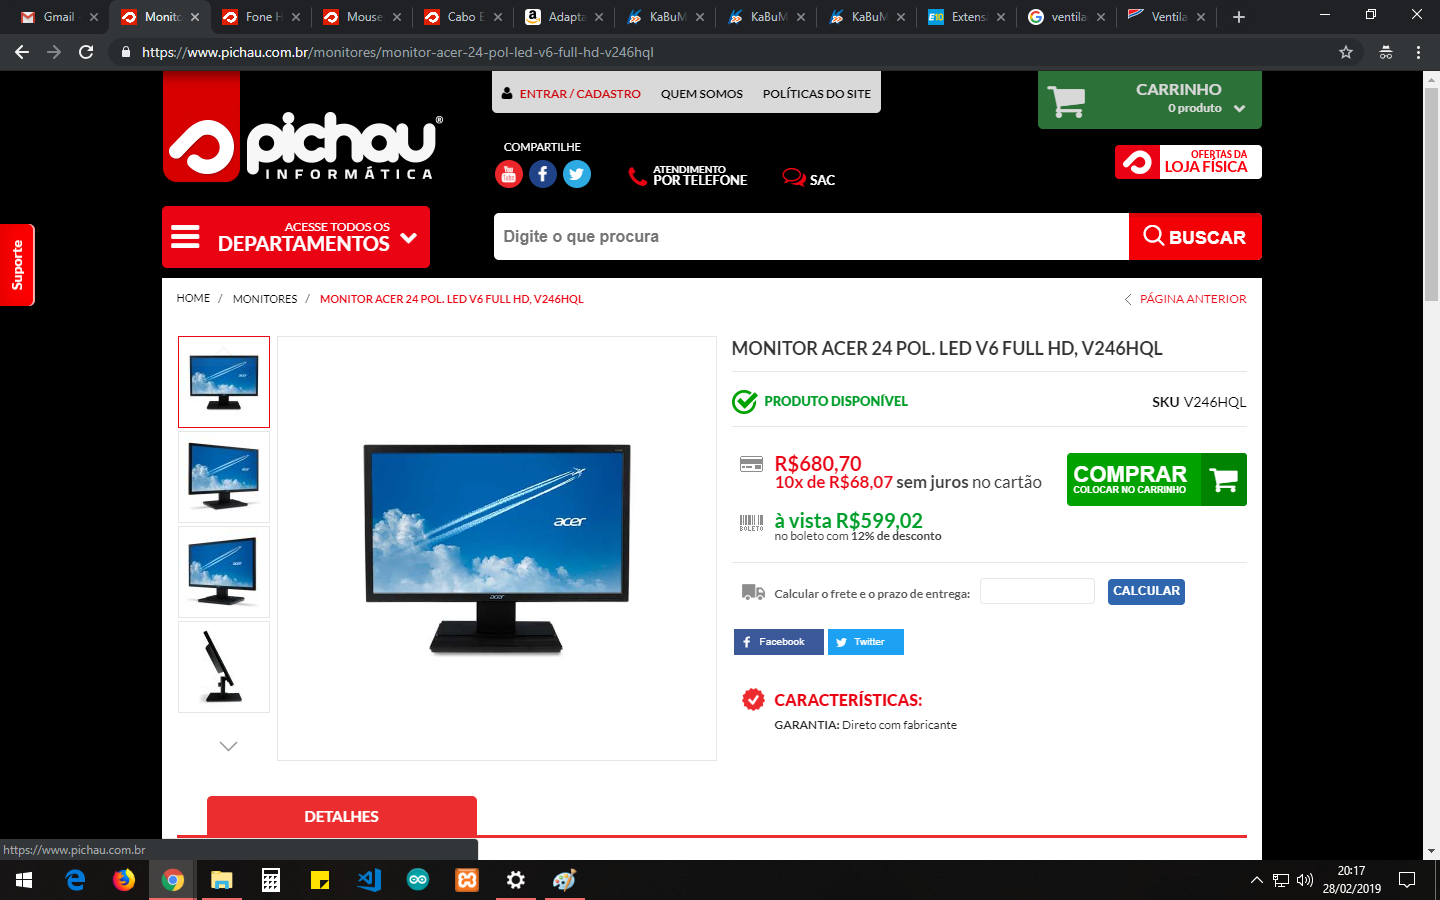 Gmail
Monito
Fone H
Mouse
Cabo E
Adapta
KaBuM
KaBuM
KaBuM
E10 Extens
ventila
Ventila
https://www.pichau.com.br/monitores/monitor-acer-24-pol-led-v6-full-hd-v246hql
pichau®
INFORMÁTICA
ENTRAR / CADASTRO QUEM SOMOS POLÍTICAS DO SITE
CARRINHO
0 produto
COMPARTILHE
You
Tube
ATENDIMENTO
POR TELEFONE
SAC
OFERTAS DA
LOJA FÍSICA
ACESSE TODOS OS
DEPARTAMENTOS
Digite o que procura
BUSCAR
Suporte
HOME / MONITORES / MONITOR ACER 24 POL. LED V6 FULL HD, V246HQL
PÁGINA ANTERIOR
acer
acer
MONITOR ACER 24 POL. LED V6 FULL HD, V246HQL
PRODUTO DISPONÍVEL
SKU V246HQL
R$680,70
10x de R$68,07 sem juros no cartão
COMPRAR
COLOCAR NO CARRINHO
BOLETO
à vista R$599,02
no boleto com 12% de desconto
Calcular o frete e o prazo de entrega:
CALCULAR
Facebook
Twitter
CARACTERÍSTICAS:
GARANTIA: Direto com fabricante
DETALHES
https://www.pichau.com.br
20:17
28/02/2019